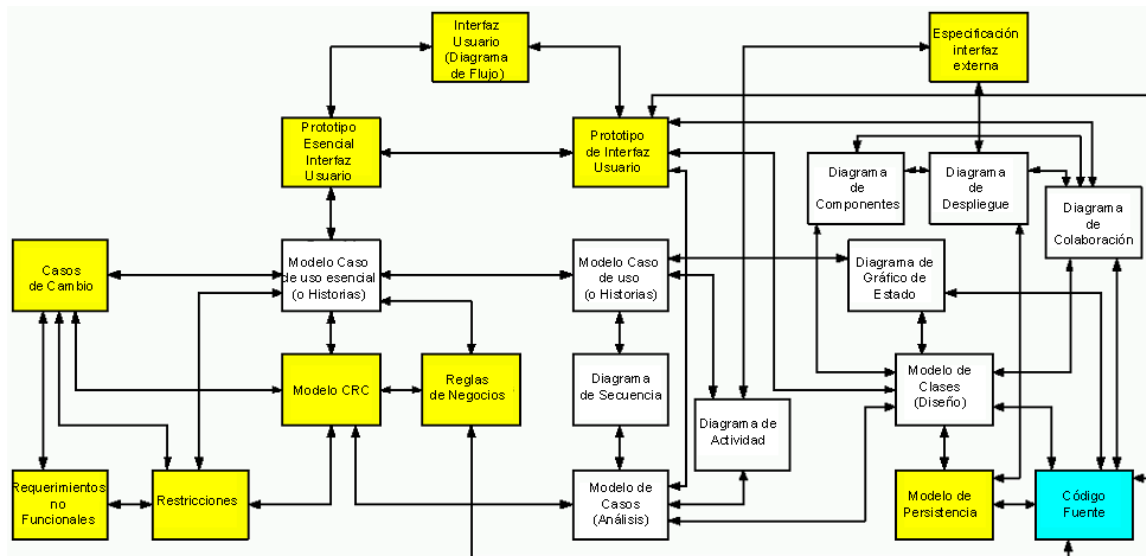 Interfaz
Usuario
(Diagrama
de Flujo)
Especificación
interfaz
externa
Prototipo
Esencial
Interfaz
Usuario
Prototipo
de Interfaz
Usuario
Diagrama
de
Componentes
Diagrama
de
Despliegue
Diagrama
de
Colaboración
Casos
de Cambio
Modelo Caso
de uso esencial
(o Historias)
Modelo Caso
de uso
(o Historias)
Diagrama de
Gráfico de
Estado
Modelo CRC
Reglas
de Negocios
Diagrama
de Secuencia
Diagrama de
Actividad
Modelo de
Clases
(Diseño)
Requerimientos
no
Funcionales
Restricciones
Modelo de
Casos
(Análisis)
Modelo de
Persistencia
Código
Fuente